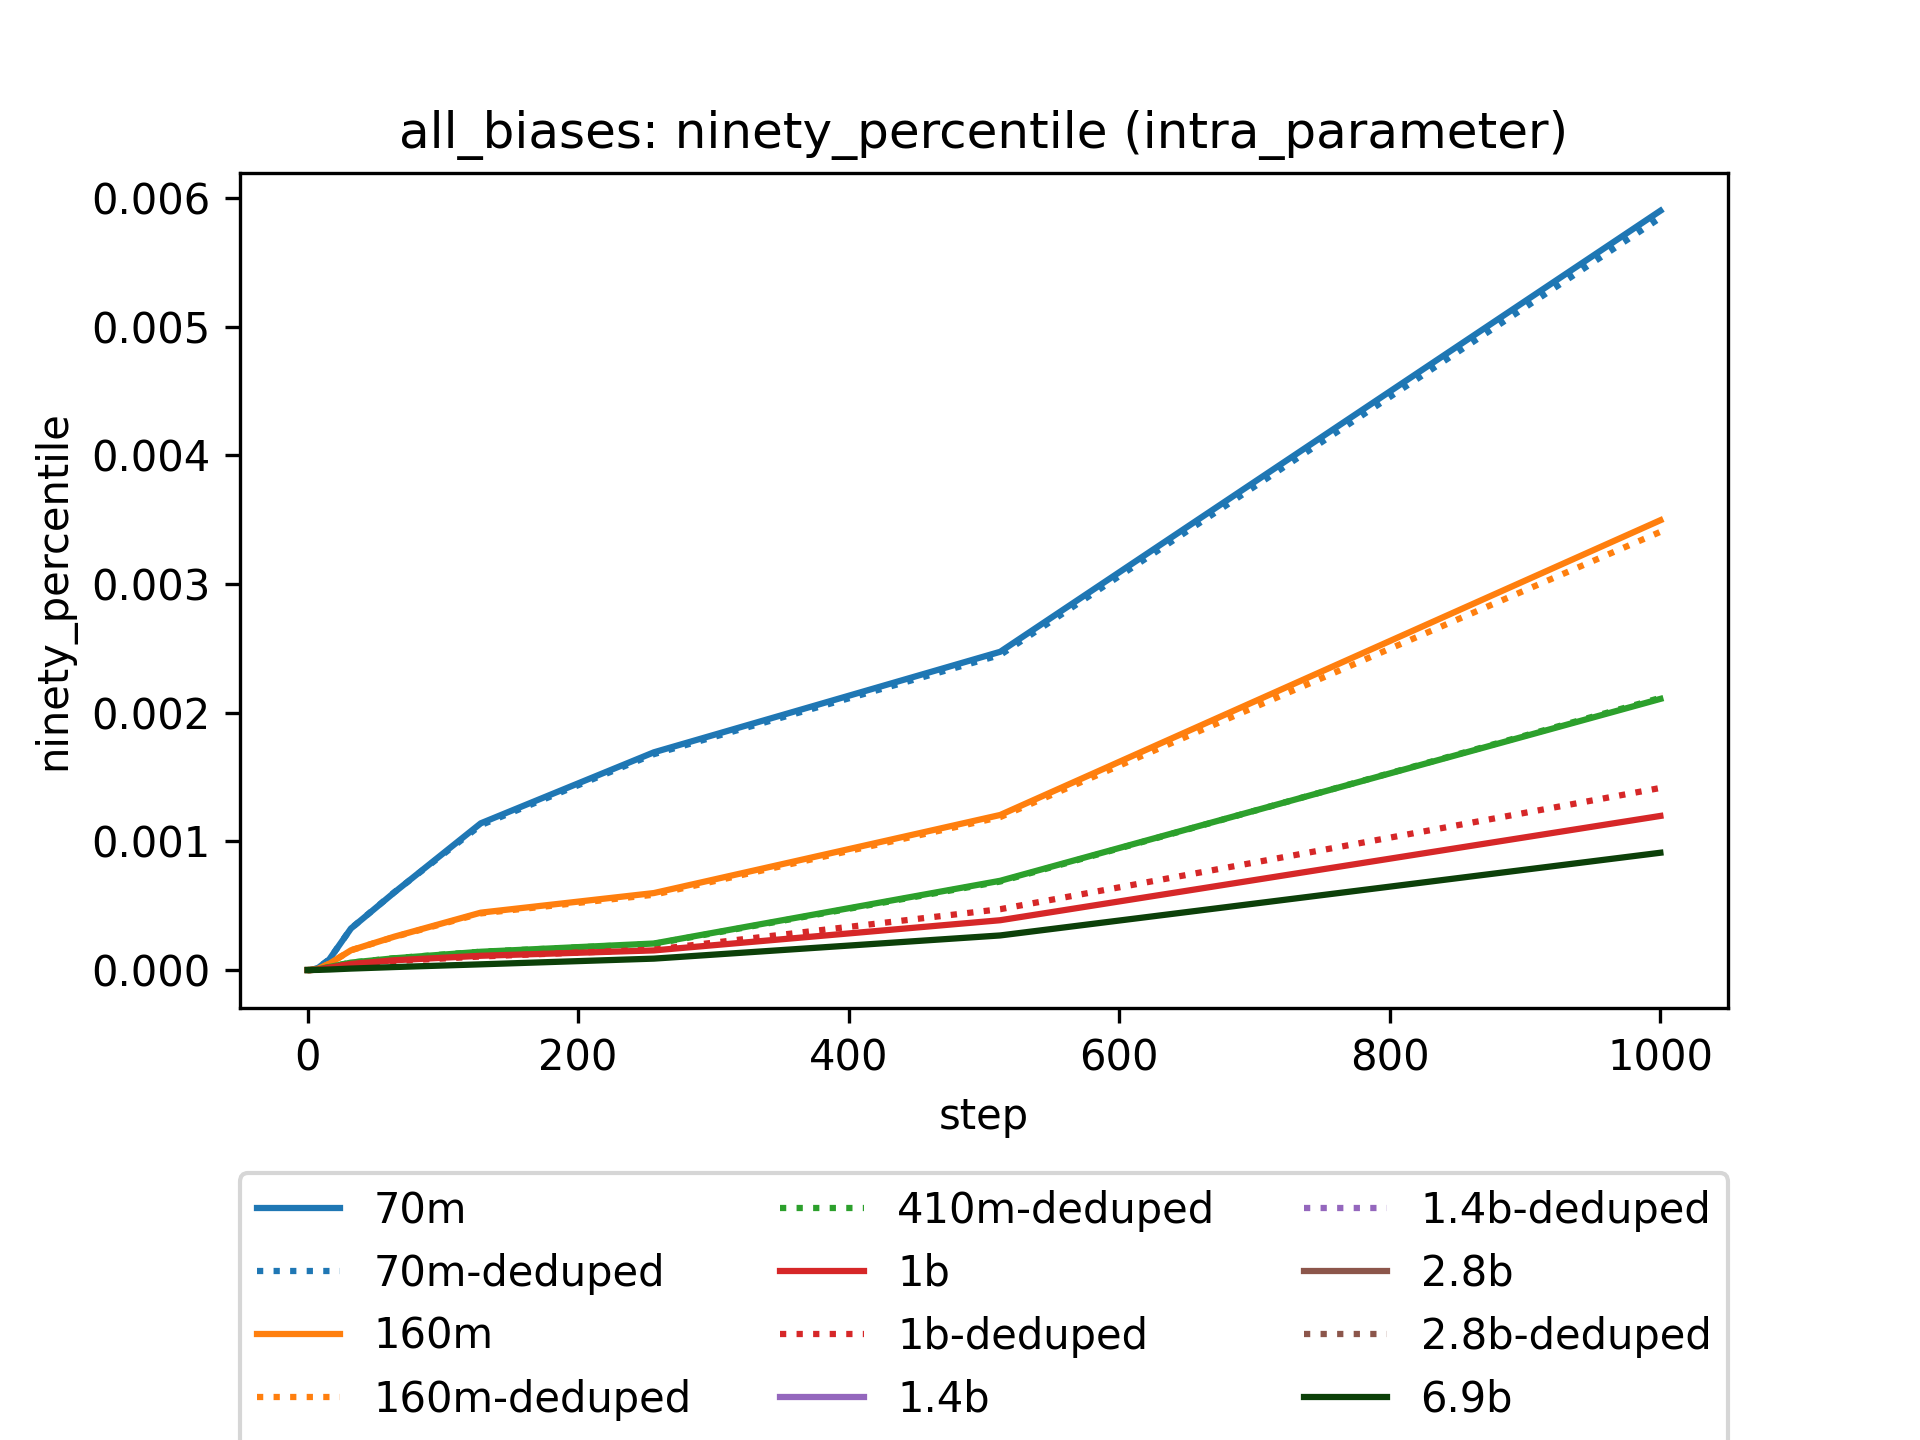 all_biases: ninety_percentile (intra_parameter)
0.006
0.005
0.004
0.003
0.002
0.001
0.000
ninety_percentile
0 200 400 600 800 1000
step
70m 410m-deduped 1.4b-deduped
70m-deduped 1b 2.8b
160m 1b-deduped 2.8b-deduped
160m-deduped 1.4b 6.9b